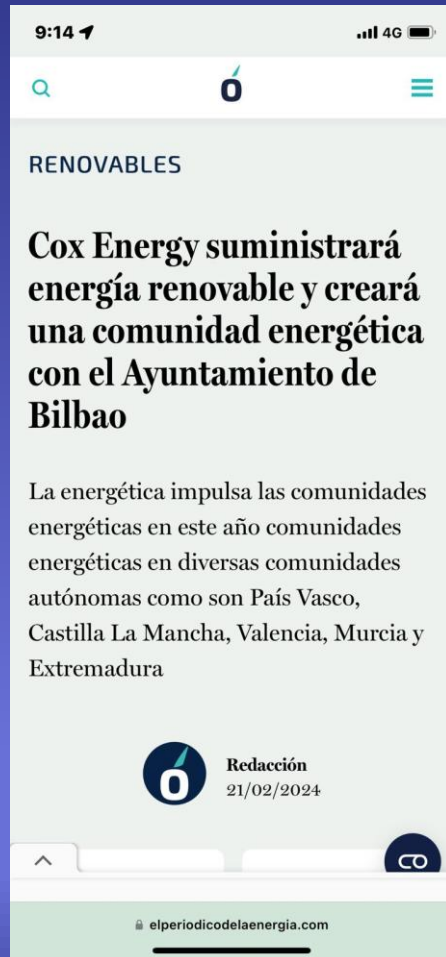 9:14
4G
ó
RENOVABLES
Cox Energy suministrará
energía renovable y creará
una comunidad energética
con el Ayuntamiento de
Bilbao
La energética impulsa las comunidades
energéticas en este año comunidades
energéticas en diversas comunidades
autónomas como son País Vasco,
Castilla La Mancha, Valencia, Murcia y
Extremadura
ó
Redacción
21/02/2024
elperiodicodelaenergia.com